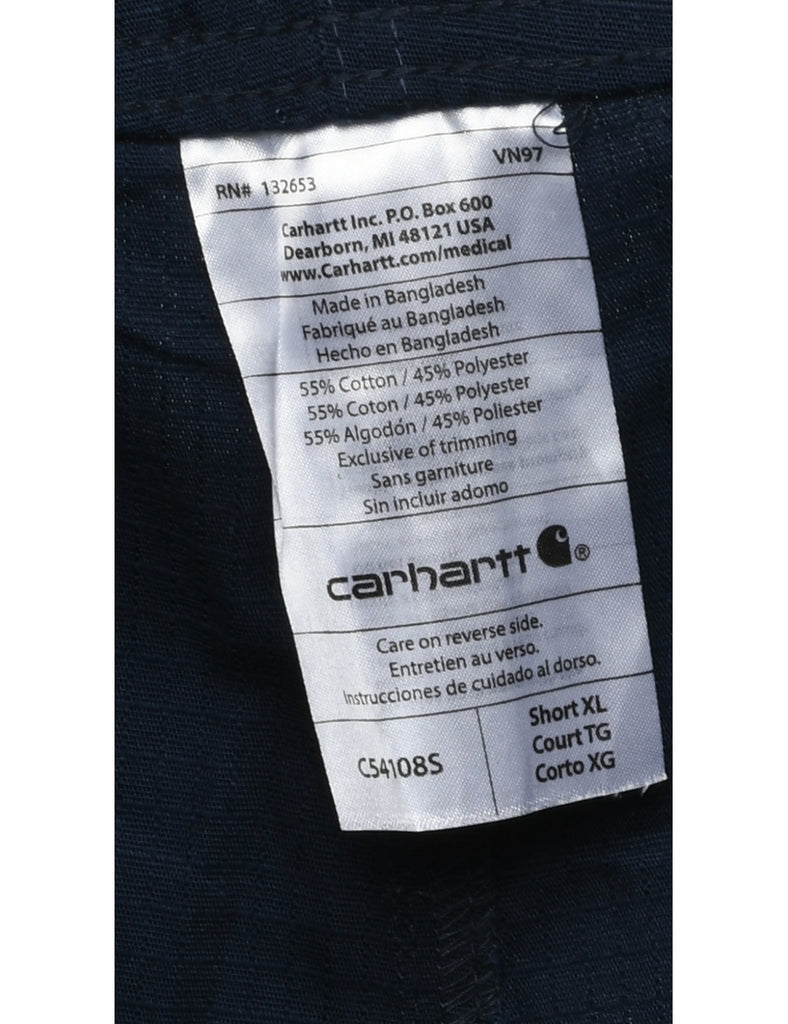 RN# 132653
VN97
Carhartt Inc. P.O. Box 600
Dearborn, MI 48121 USA
www.Carhartt.com/medical
Made in Bangladesh
Fabriqué au Bangladesh
Hecho en Bangladesh
55% Cotton / 45% Polyester
55% Coton / 45% Polyester
55% Algodón / 45% Poliester
Exclusive of trimming
Sans garniture
Sin incluir adorno
carhartt ®
Care on reverse side.
Entretien au verso.
Instrucciones de cuidado al dorso.
C54108S
Short XL
Court TG
Corto XG